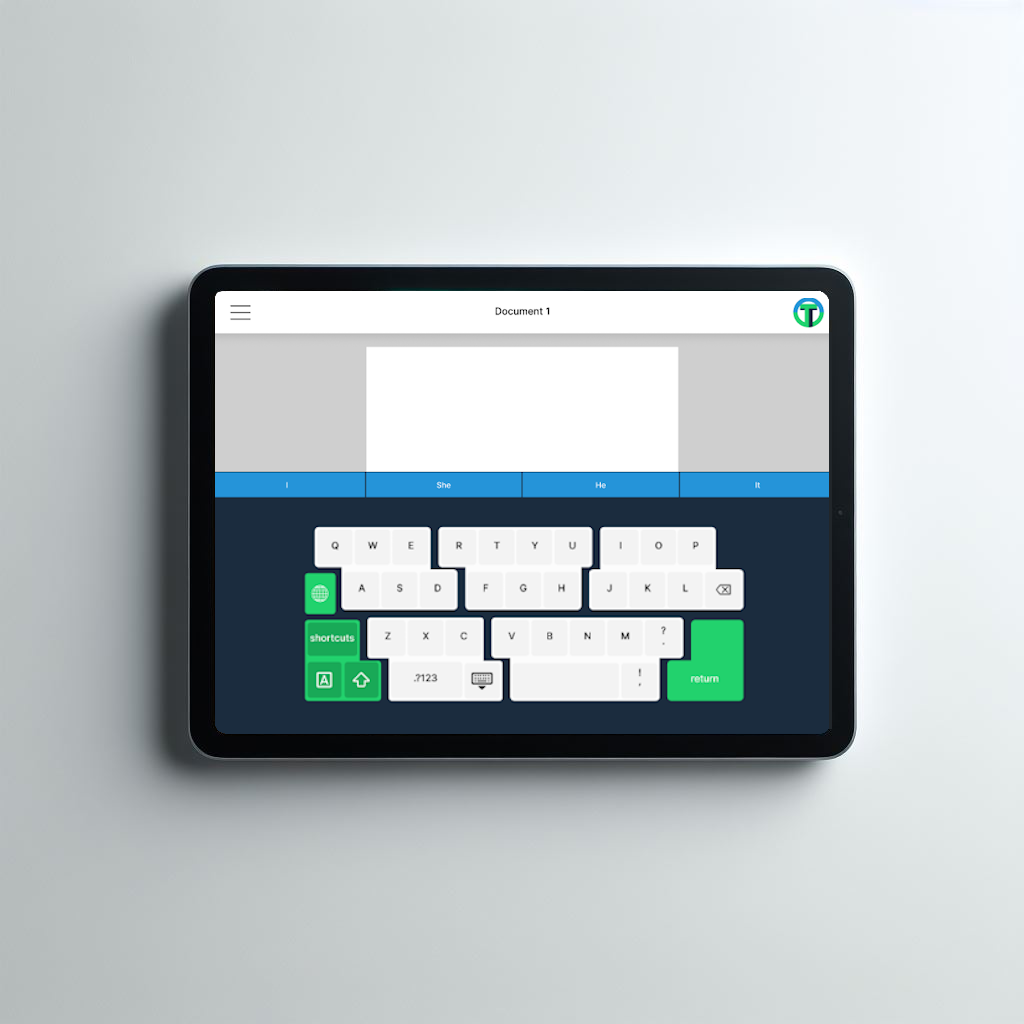 Document 1
T
I She He It
Q W E R T Y U I O P
A S D F G H J K L
shortcuts Z X C V B N M ? .
A .?123 ! , return